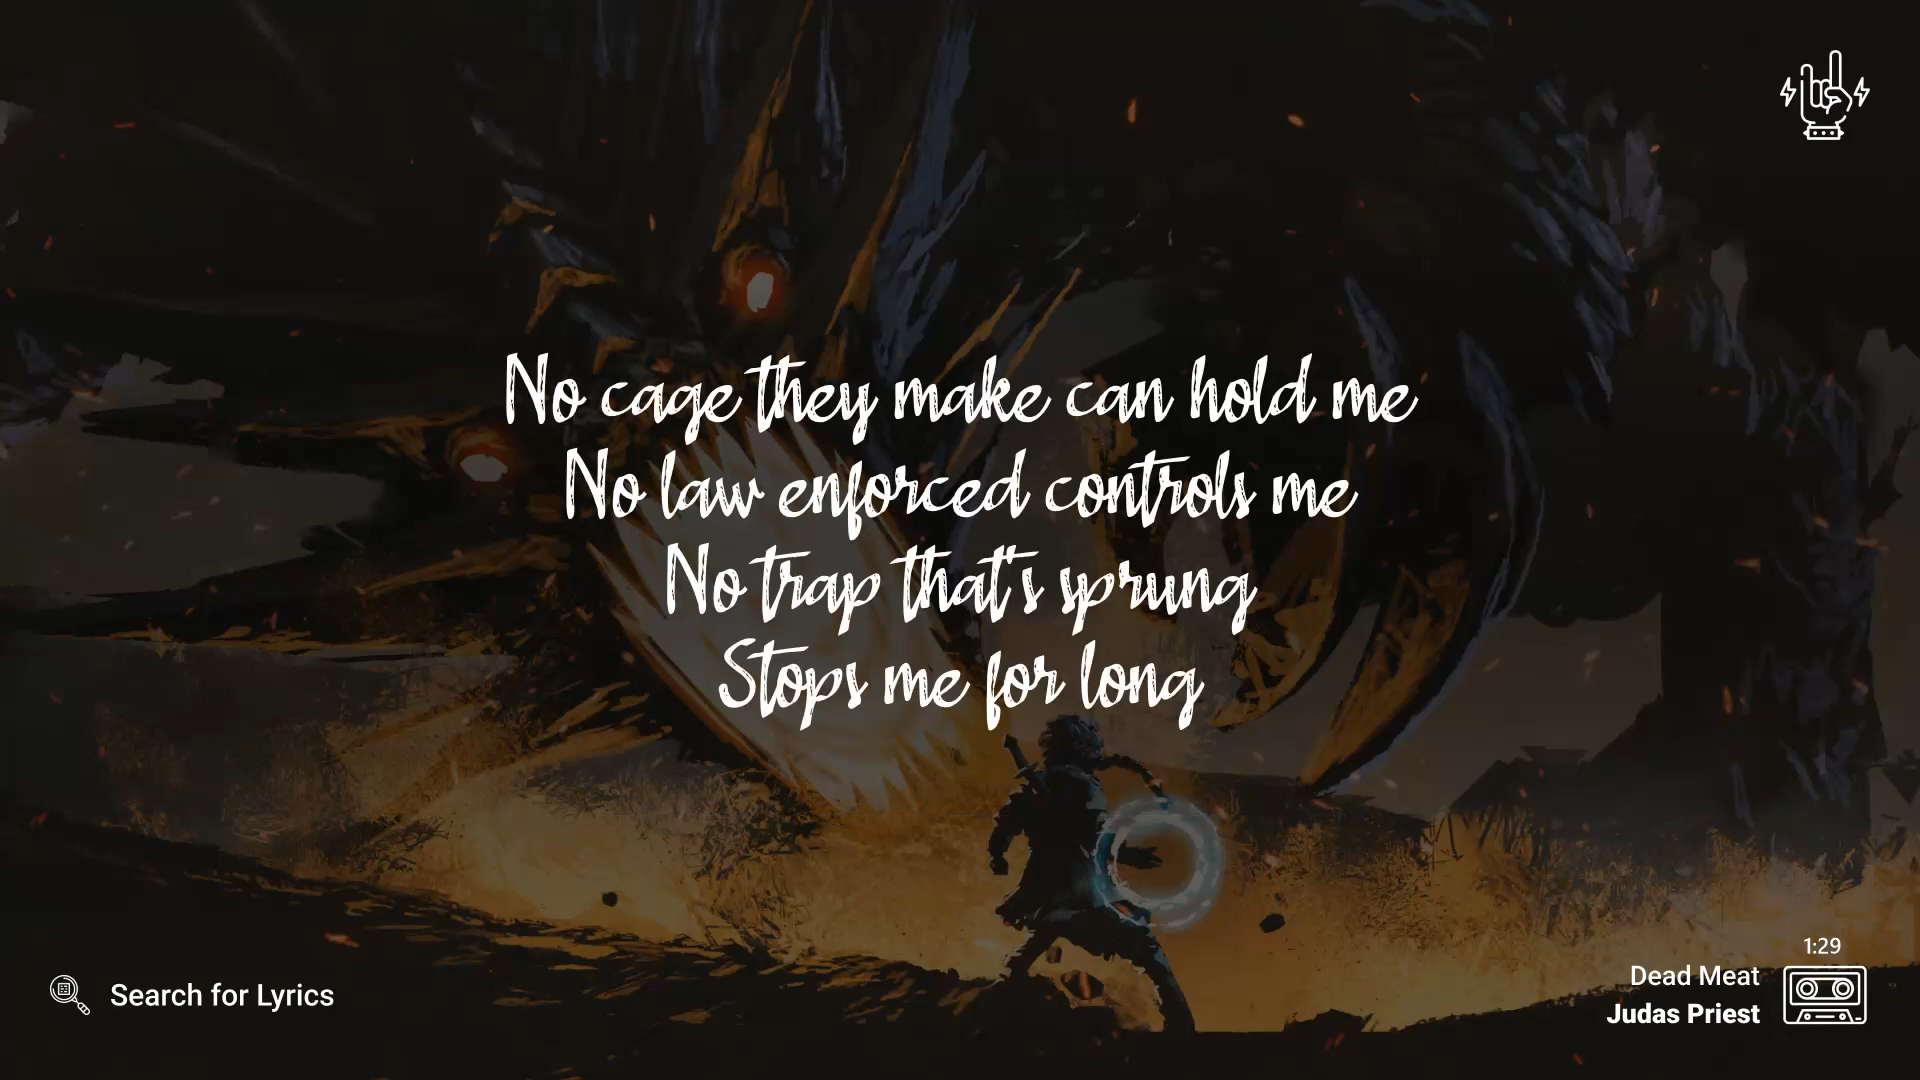 No cage they make can hold me
No law enforced controls me
No trap that's sprung
Stops me for long
Search for Lyrics
1:29
Dead Meat
Judas Priest